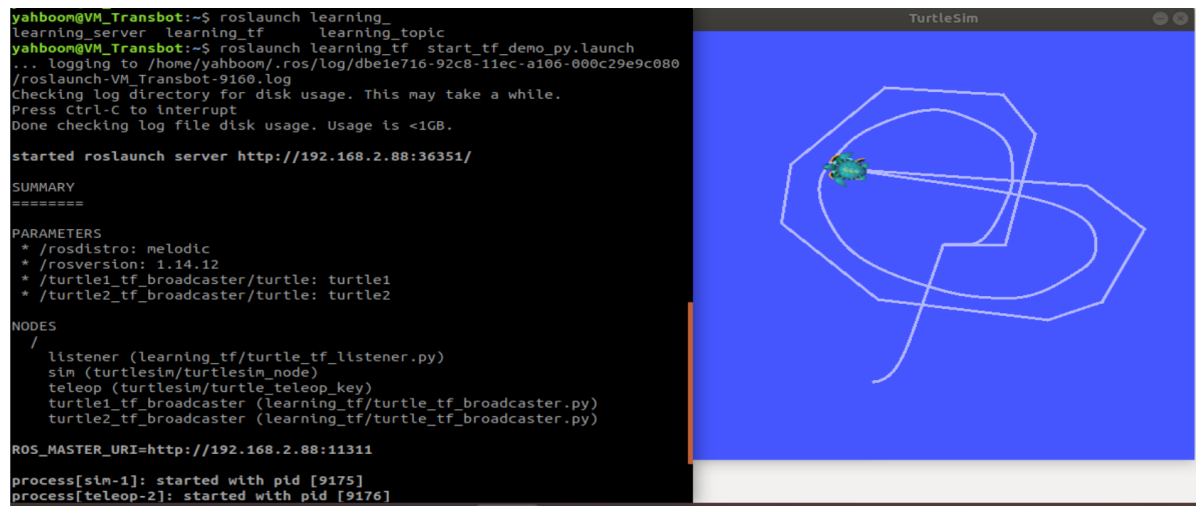 yahboom@VM_Transbot:~$ roslaunch learning_
learning_server  learning_tf      learning_topic
yahboom@VM_Transbot:~$ roslaunch learning_tf  start_tf_demo_py.launch
... logging to /home/yahboom/.ros/log/dbe1e716-92c8-11ec-a106-000c29e9c080
/roslaunch-VM_Transbot-9160.log
Checking log directory for disk usage. This may take a while.
Press Ctrl-C to interrupt
Done checking log file disk usage. Usage is <1GB.
started roslaunch server http://192.168.2.88:36351/
SUMMARY
========
PARAMETERS
 * /rosdistro: melodic
 * /rosversion: 1.14.12
 * /turtle1_tf_broadcaster/turtle: turtle1
 * /turtle2_tf_broadcaster/turtle: turtle2
NODES
  /
    listener (learning_tf/turtle_tf_listener.py)
    sim (turtlesim/turtlesim_node)
    teleop (turtlesim/turtle_teleop_key)
    turtle1_tf_broadcaster (learning_tf/turtle_tf_broadcaster.py)
    turtle2_tf_broadcaster (learning_tf/turtle_tf_broadcaster.py)
ROS_MASTER_URI=http://192.168.2.88:11311
process[sim-1]: started with pid [9175]
process[teleop-2]: started with pid [9176]
TurtleSim